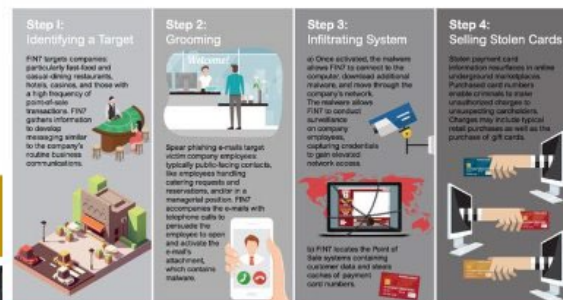 Step 1:
Identifying a Target
FIN7 targets companies:
particularly fast-food and
casual-dining restaurants,
hotels, casinos, and those with
a high frequency of
point-of-sale
transactions. FIN7
gathers information
to develop
messaging similar
to the company's
routine business
communications.
Step 2:
Grooming
Welcome!
Spear phishing e-mails target
victim company employees:
typically public-facing contacts,
like employees handling
catering requests and
reservations, and/or in a
managerial position. FIN7
accompanies the e-mails with
telephone calls to
persuade the
employee to open
and activate the
e-mail's
attachment,
which contains
malware.
Step 3:
Infiltrating System
a) Once activated, the malware
allows FIN7 to connect to the
computer, download additional
malware, and move through the
company's network.
The malware allows
FIN7 to conduct
surveillance
on company
employees,
capturing credentials
to gain elevated
network access.
b) FIN7 locates the Point of
Sale systems containing
customer data and steals
caches of payment
card numbers.
Step 4:
Selling Stolen Cards
Stolen payment card
information resurfaces in online
underground marketplaces.
Purchased card numbers
enable criminals to make
unauthorized charges to
unsuspecting cardholders.
Charges may include typical
retail purchases as well as the
purchase of gift cards.